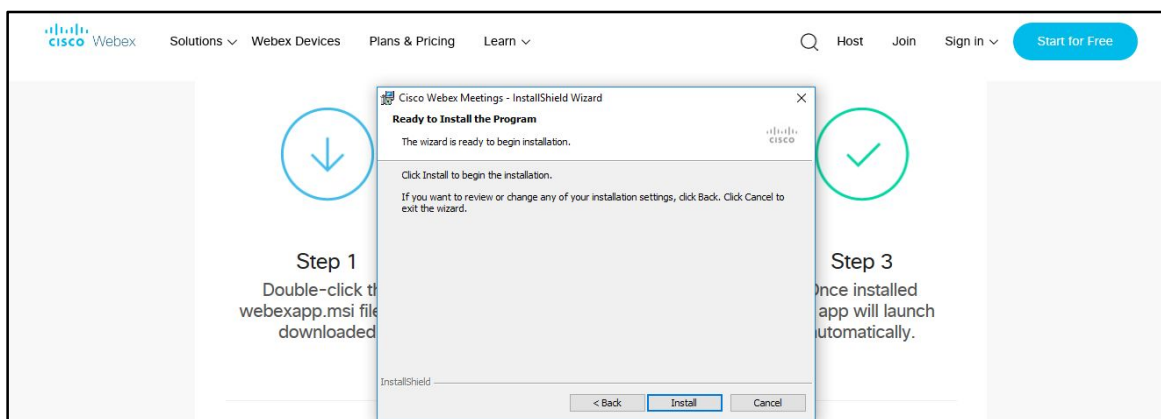 cisco Webex Solutions Webex Devices Plans & Pricing Learn Host Join Sign in Start for Free
Cisco Webex Meetings - InstallShield Wizard
Ready to Install the Program
The wizard is ready to begin installation.
cisco
Click Install to begin the installation.
If you want to review or change any of your installation settings, click Back. Click Cancel to
exit the wizard.
InstallShield
< Back Install Cancel
Step 1
Double-click
webexapp.msi
downloaded
Step 3
installed
app will launch
automatically.